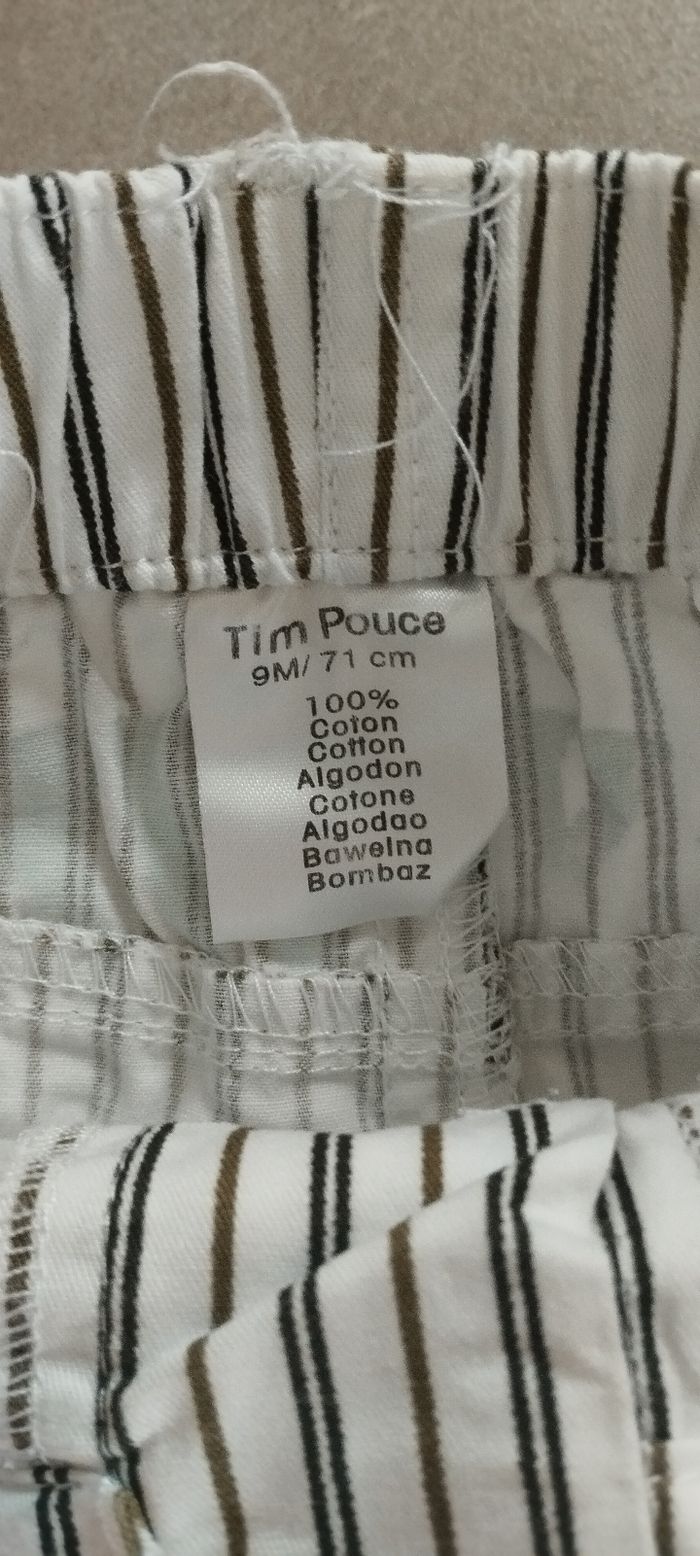 Tim Pouce
9M/ 71 cm
100%
Coton
Cotton
Algodon
Cotone
Algodao
Bawelna
Bombaz